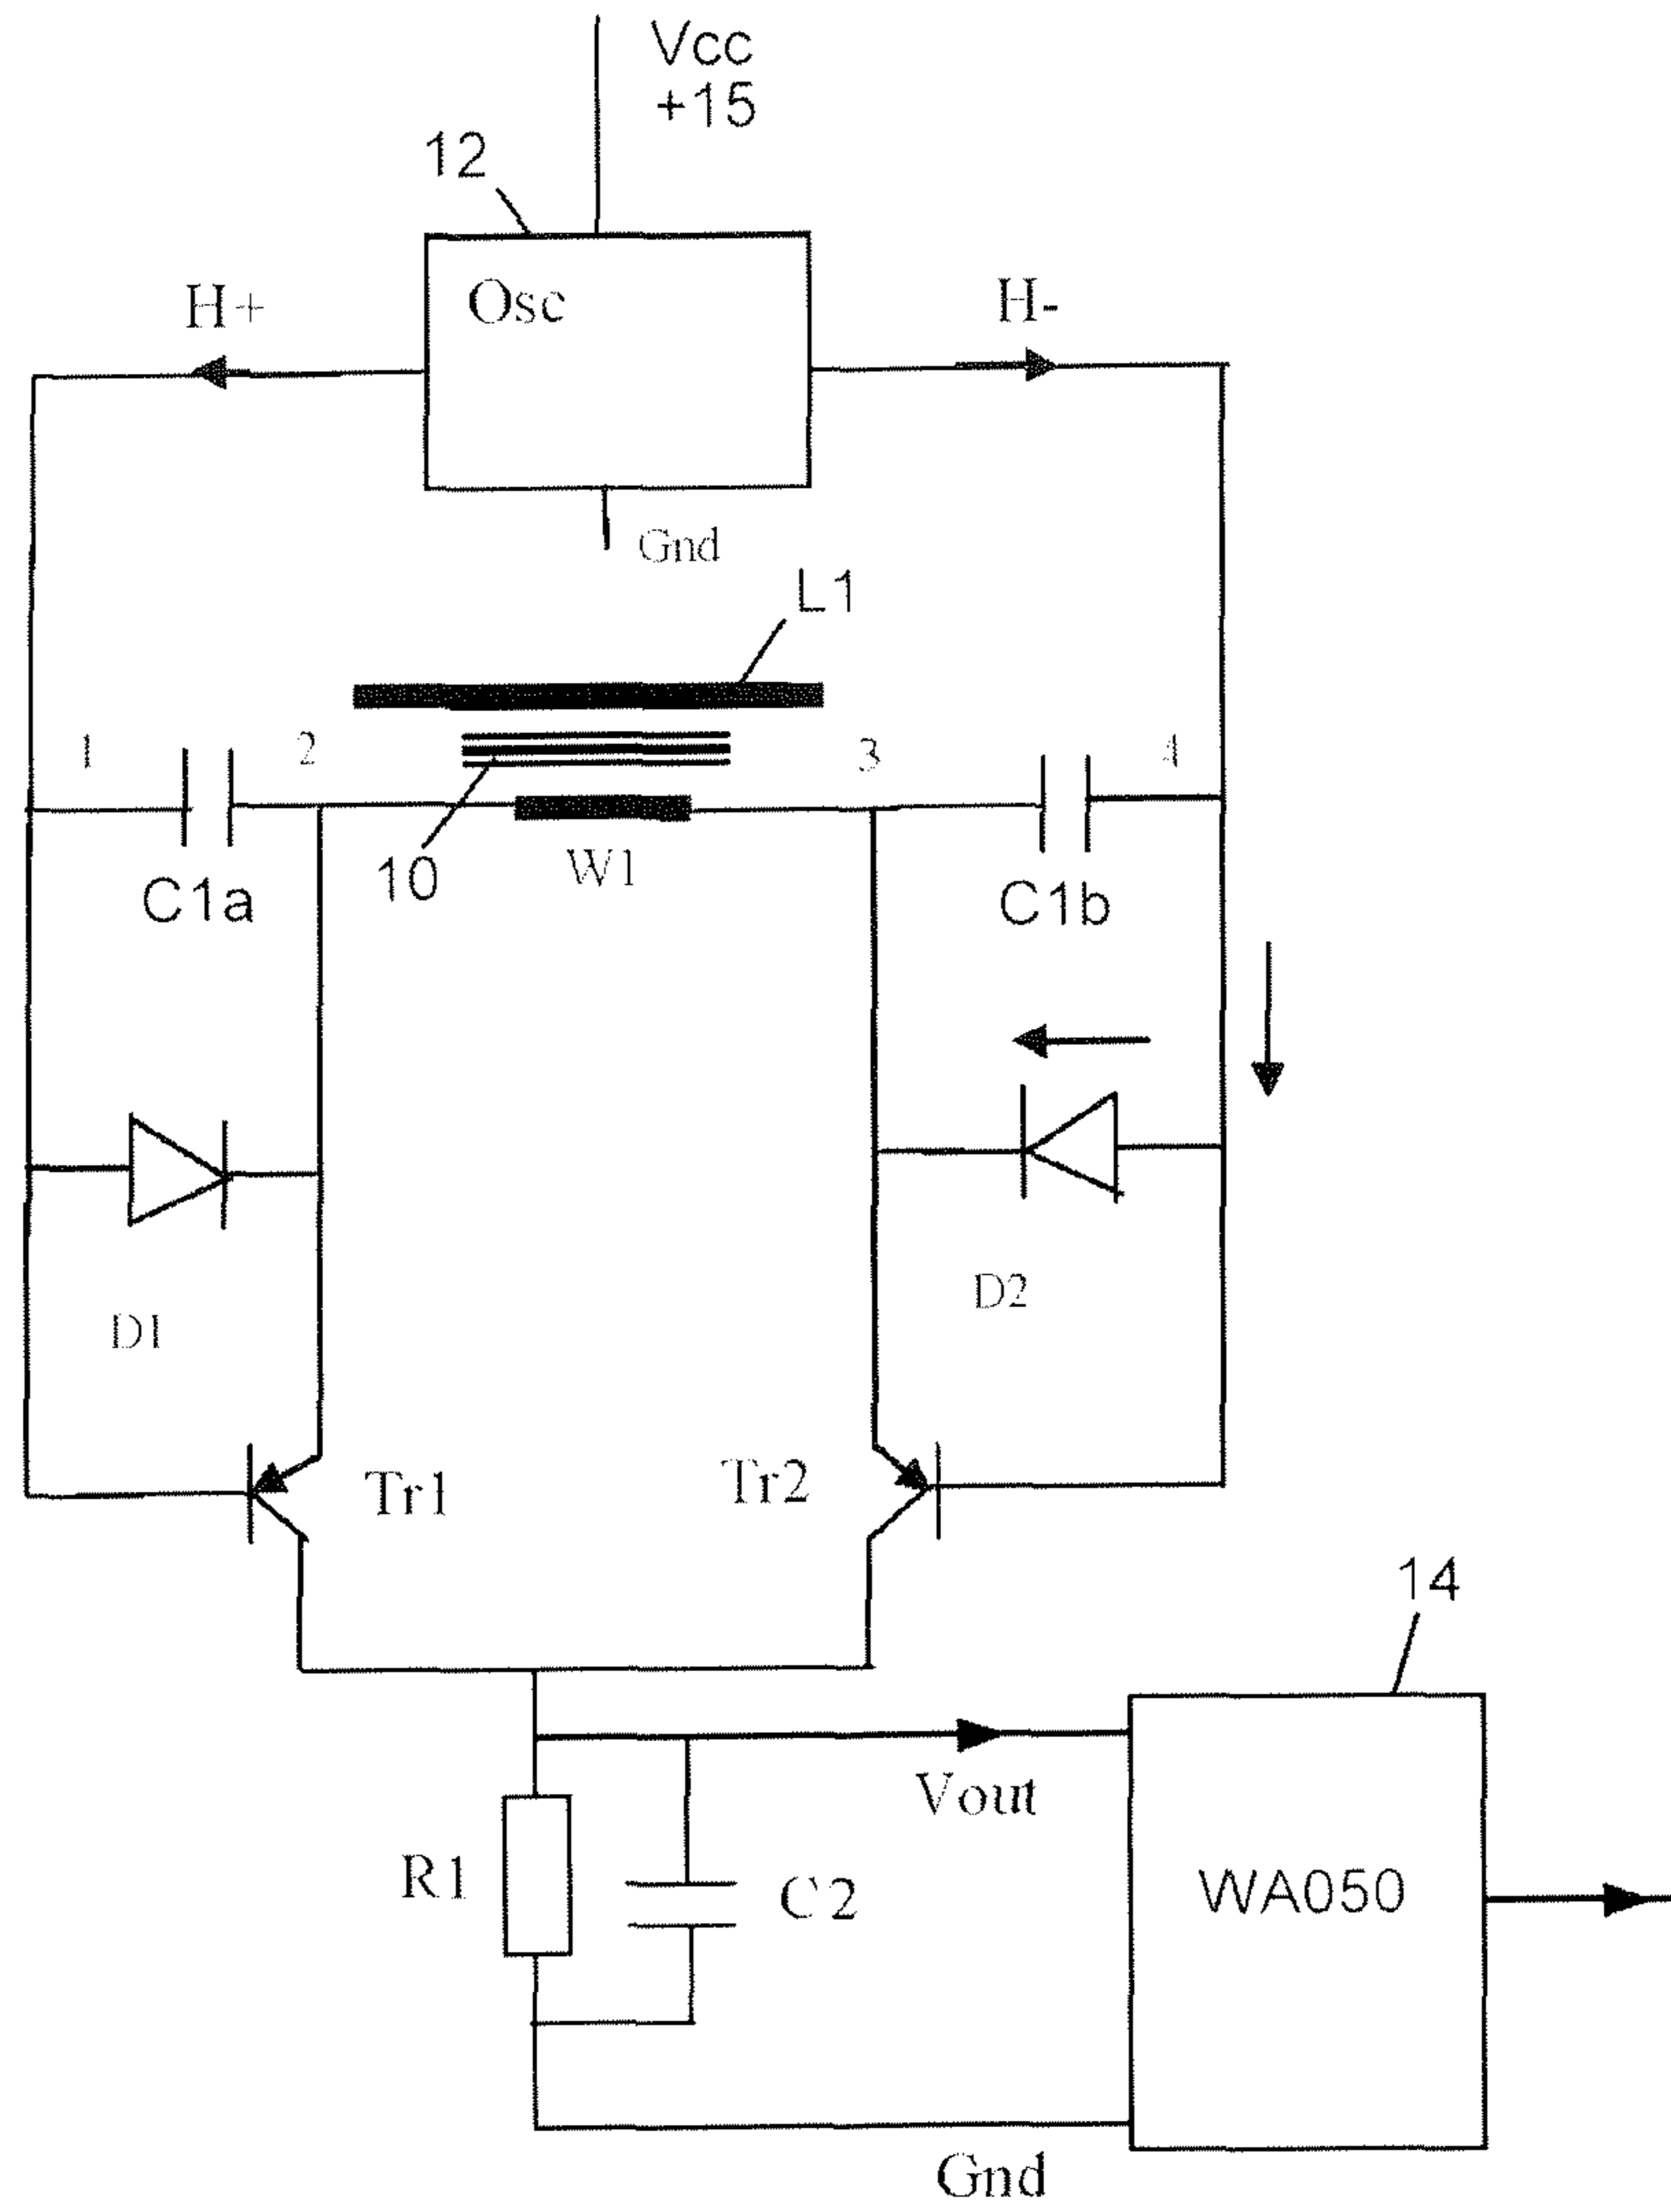 Vcc
+15
12
H+
Osc
H-
Gnd
L1
1
2
3
4
C1a
10
W1
C1b
D1
D2
Tr1
Tr2
14
Vout
R1
C2
WA050
Gnd